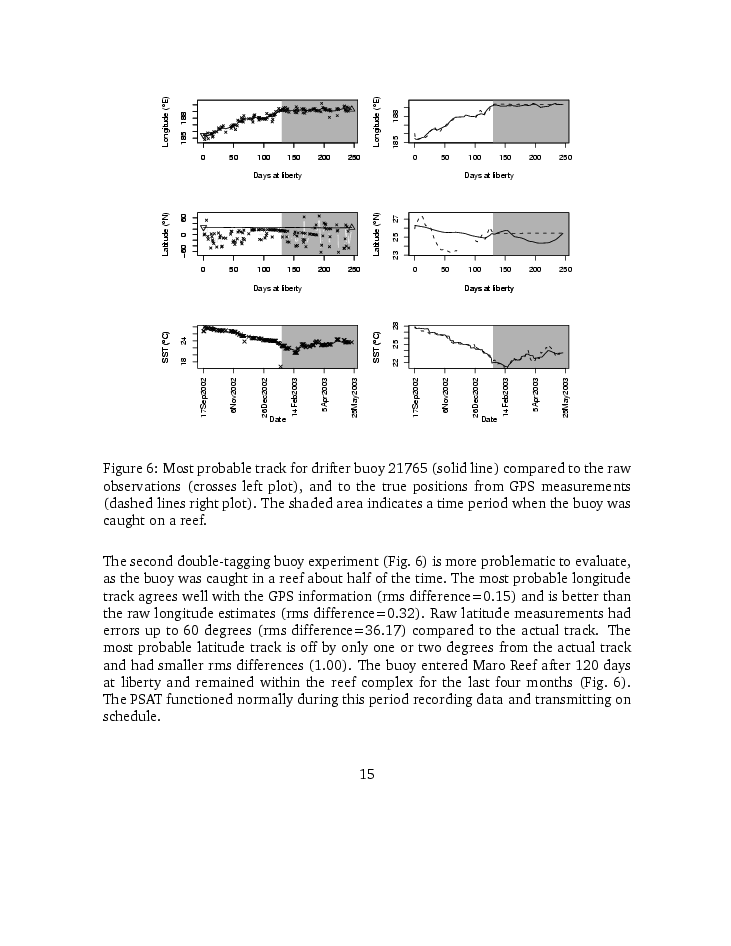 Longitude (°E)
185 188
0 50 100 150 200 250
Days at liberty
Longitude (°E)
185 188
0 50 100 150 200 250
Days at liberty
Latitude (°N)
0
0 50 100 150 200 250
Days at liberty
Latitude (°N)
23 25 27
0 50 100 150 200 250
Days at liberty
SST (°C)
18 24
17Sep2002 6Nov2002 26Dec2002 14Feb2003 5Apr2003 25May2003
Date
SST (°C)
22 25 28
17Sep2002 6Nov2002 26Dec2002 14Feb2003 5Apr2003 25May2003
Date
Figure 6: Most probable track for drifter buoy 21765 (solid line) compared to the raw
observations (crosses left plot), and to the true positions from GPS measurements
(dashed lines right plot). The shaded area indicates a time period when the buoy was
caught on a reef.
The second double-tagging buoy experiment (Fig. 6) is more problematic to evaluate,
as the buoy was caught in a reef about half of the time. The most probable longitude
track agrees well with the GPS information (rms difference=0.15) and is better than
the raw longitude estimates (rms difference=0.32). Raw latitude measurements had
errors up to 60 degrees (rms difference=36.17) compared to the actual track. The
most probable latitude track is off by only one or two degrees from the actual track
and had smaller rms differences (1.00). The buoy entered Maro Reef after 120 days
at liberty and remained within the reef complex for the last four months (Fig. 6).
The PSAT functioned normally during this period recording data and transmitting on
schedule.
15